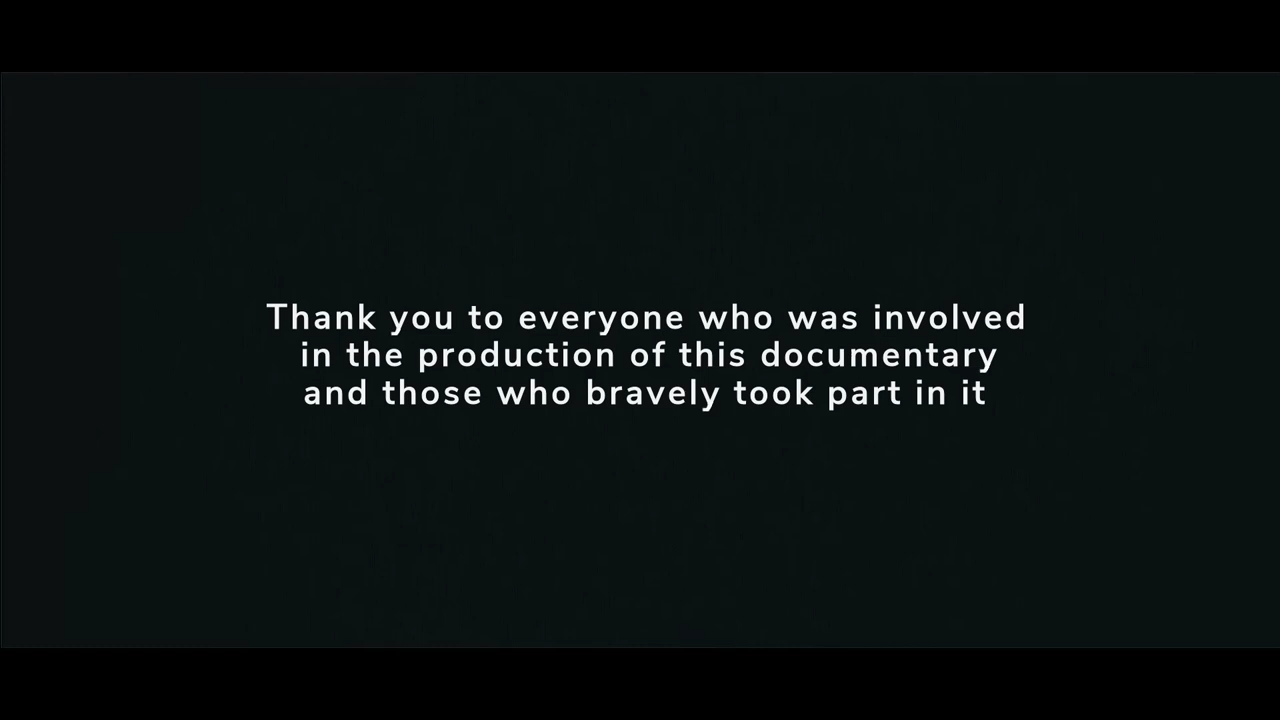 Thank you to everyone who was involved
in the production of this documentary
and those who bravely took part in it